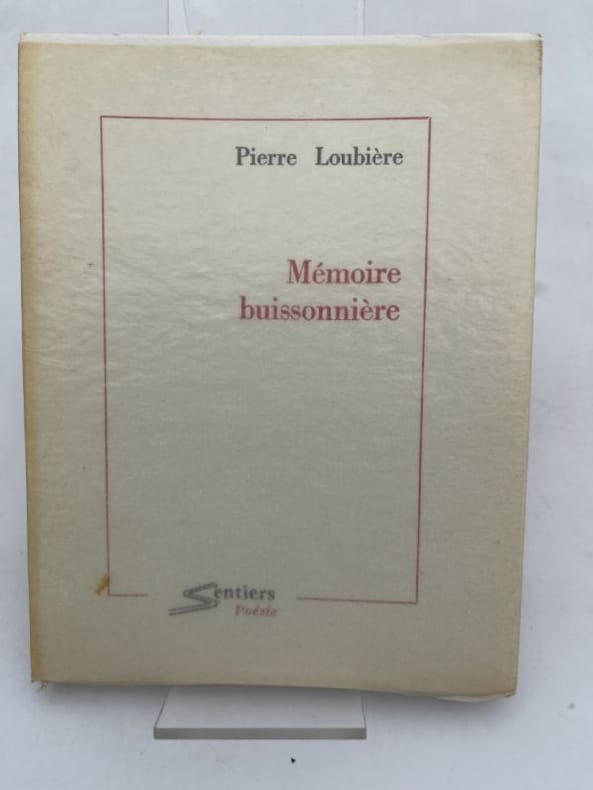 Pierre Loubière
Mémoire
buissonnière
Sentiers
Poésie